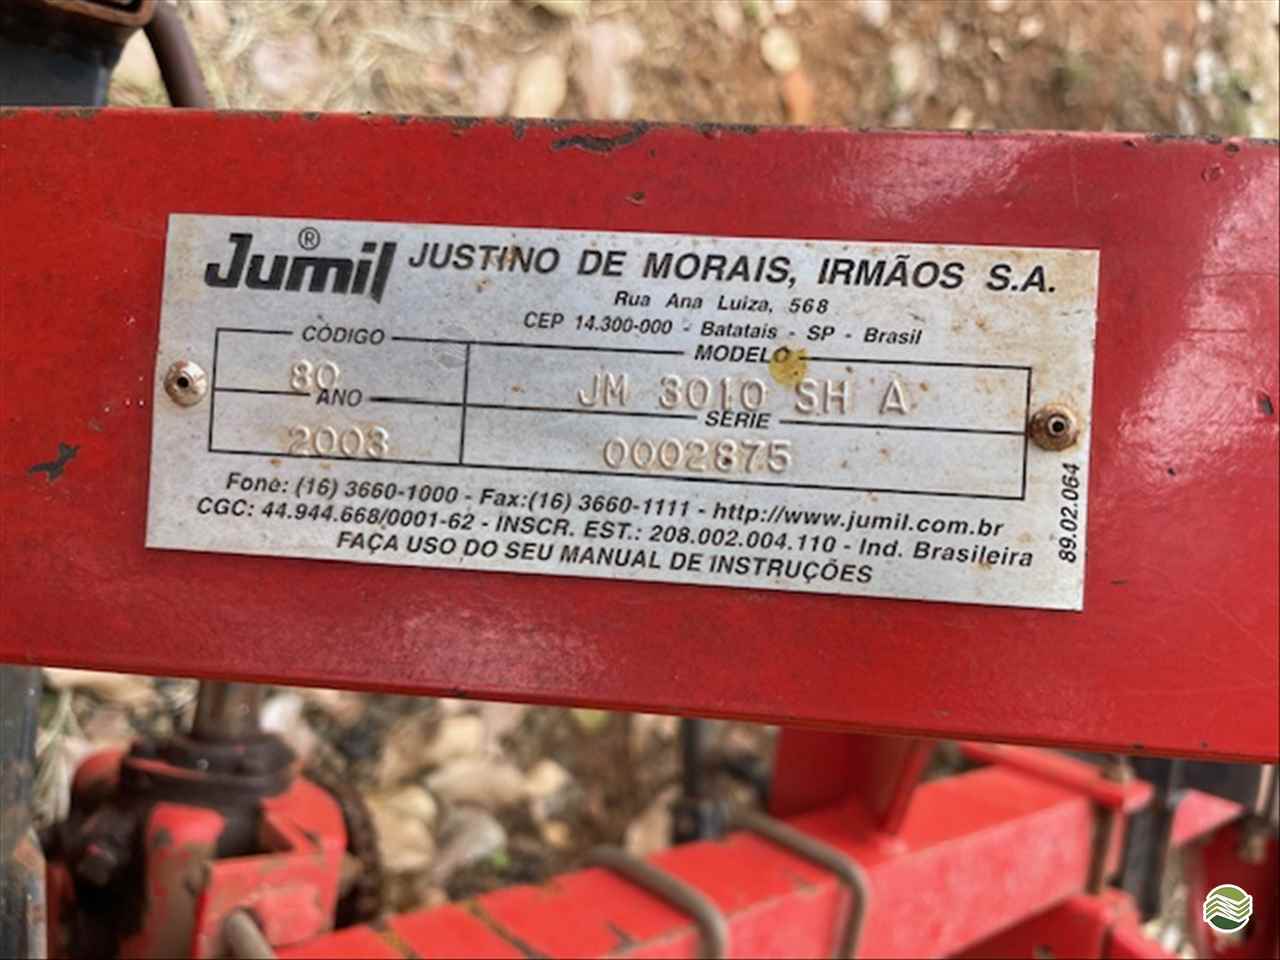 Jumil® JUSTINO DE MORAIS, IRMÃOS S.A.
Rua Ana Luiza, 568
CEP 14.300-000 - Batatais - SP - Brasil
CÓDIGO MODELO
80 JM 3010 SH A
ANO SÉRIE
2003 0002875
Fone: (16) 3660-1000 - Fax:(16) 3660-1111 - http://www.jumil.com.br
CGC: 44.944.668/0001-62 - INSCR. EST.: 208.002.004.110 - Ind. Brasileira
FAÇA USO DO SEU MANUAL DE INSTRUÇÕES
89.02.064